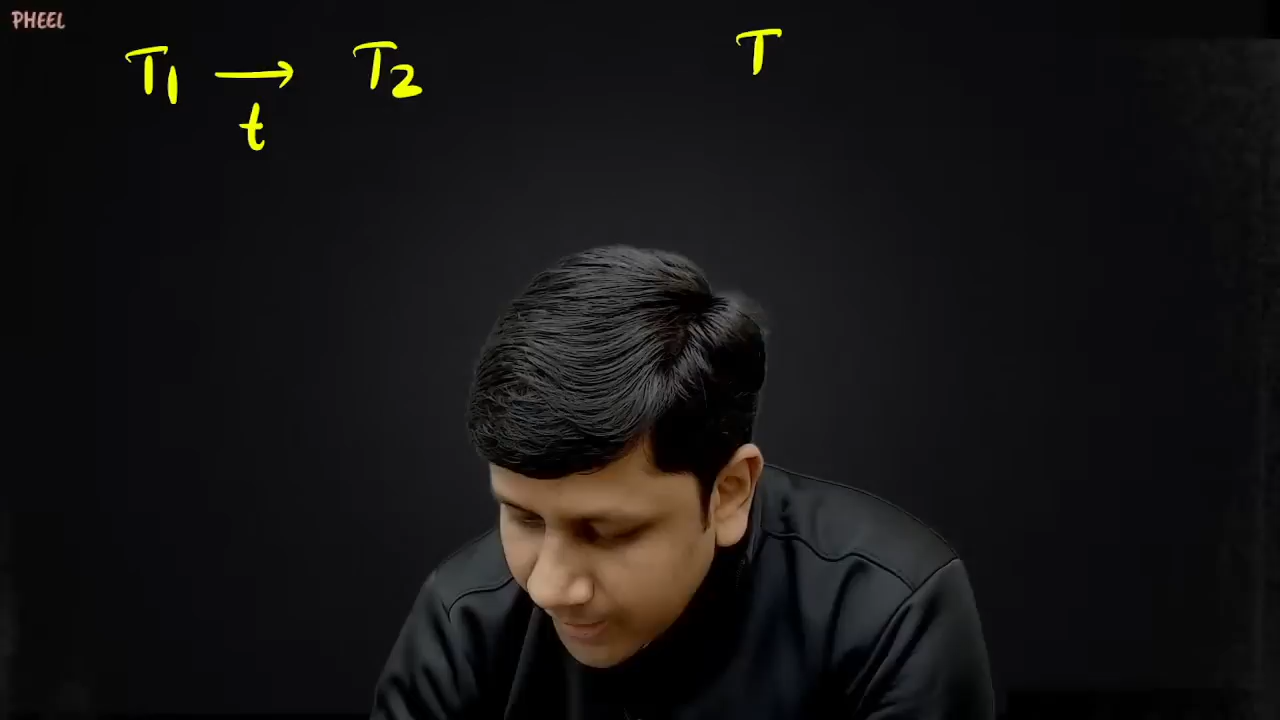 PHEEL
T₁ → T₂ T
t